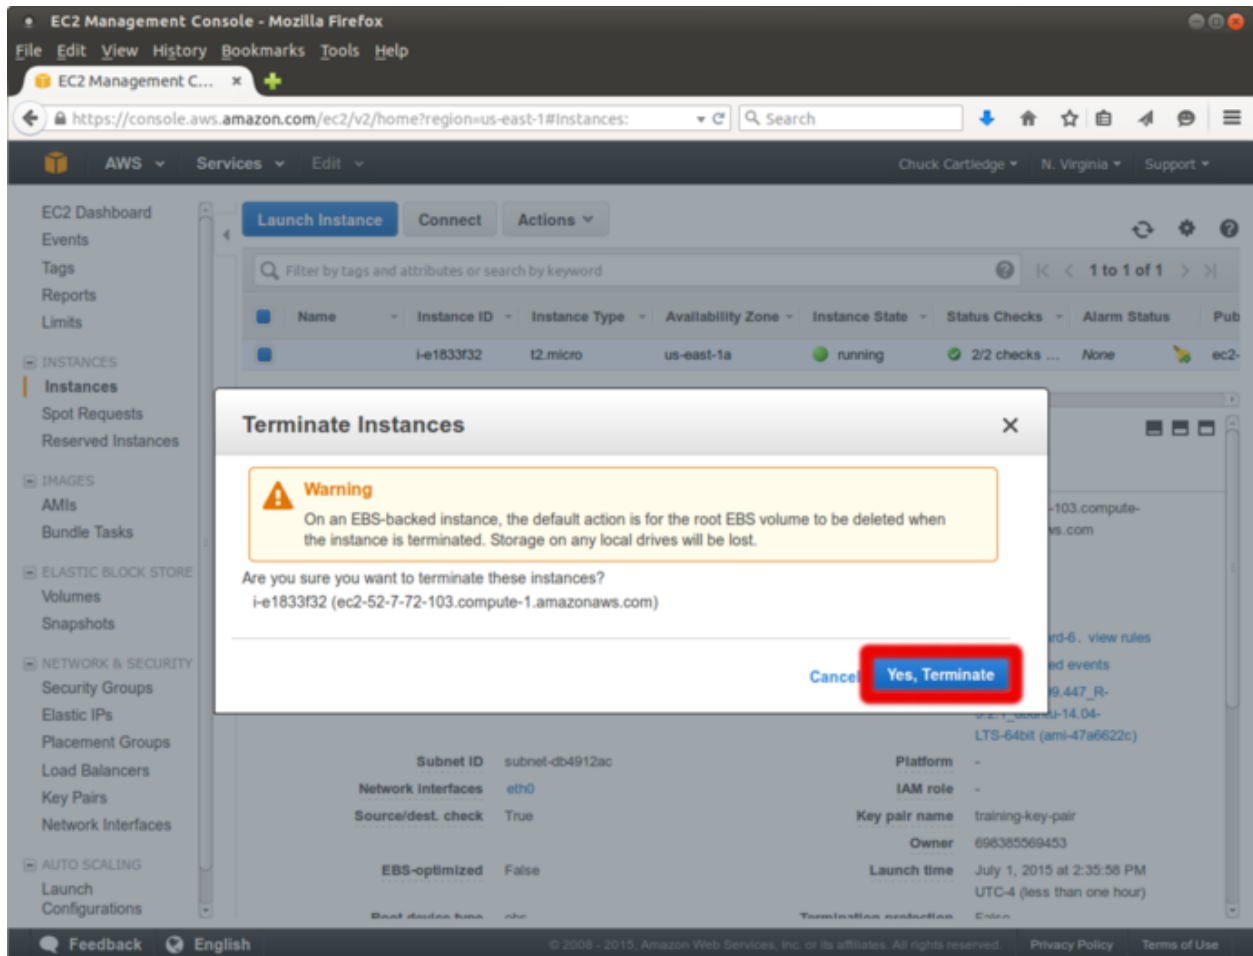 EC2 Management Console - Mozilla Firefox
File Edit View History Bookmarks Tools Help
EC2 Management C... ×
https://console.aws.amazon.com/ec2/v2/home?region=us-east-1#Instances: Search
AWS Services Edit Chuck Cartledge N. Virginia Support
EC2 Dashboard
Events
Tags
Reports
Limits
INSTANCES
Instances
Spot Requests
Reserved Instances
IMAGES
AMIs
Bundle Tasks
ELASTIC BLOCK STORE
Volumes
Snapshots
NETWORK & SECURITY
Security Groups
Elastic IPs
Placement Groups
Load Balancers
Key Pairs
Network Interfaces
AUTO SCALING
Launch
Configurations
Launch Instance Connect Actions
Filter by tags and attributes or search by keyword 1 to 1 of 1
Name Instance ID Instance Type Availability Zone Instance State Status Checks Alarm Status Pub
i-e1833f32 t2.micro us-east-1a running 2/2 checks ... None ec2-
Terminate Instances ×
Warning
On an EBS-backed instance, the default action is for the root EBS volume to be deleted when
the instance is terminated. Storage on any local drives will be lost.
Are you sure you want to terminate these instances?
i-e1833f32 (ec2-52-7-72-103.compute-1.amazonaws.com)
Cancel Yes, Terminate
-103.compute-
ws.com
rd-6. view rules
ed events
9.447_R-
LTS-64bit (ami-47a6622c)
Subnet ID subnet-db4912ac Platform -
Network interfaces eth0 IAM role -
Source/dest. check True Key pair name training-key-pair
Owner 698385569453
EBS-optimized False Launch time July 1, 2015 at 2:35:58 PM
UTC-4 (less than one hour)
Root device type ebs Termination protection False
Feedback English © 2008 - 2015, Amazon Web Services, Inc. or its affiliates. All rights reserved. Privacy Policy Terms of Use